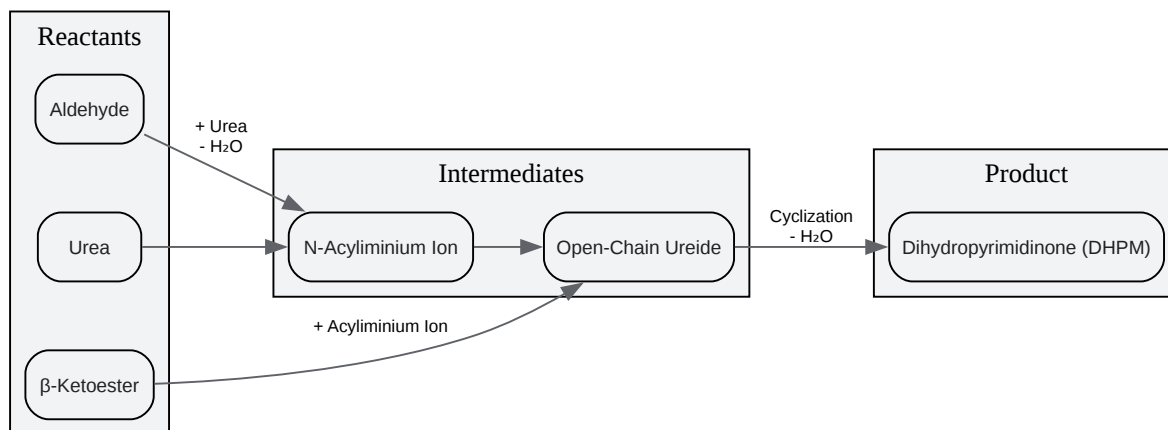 Reactants
Aldehyde
+ Urea
- H₂O
Intermediates
Product
Urea
N-Acyliminium Ion
Open-Chain Ureide
Cyclization
- H₂O
Dihydropyrimidinone (DHPM)
+ Acyliminium Ion
β-Ketoester